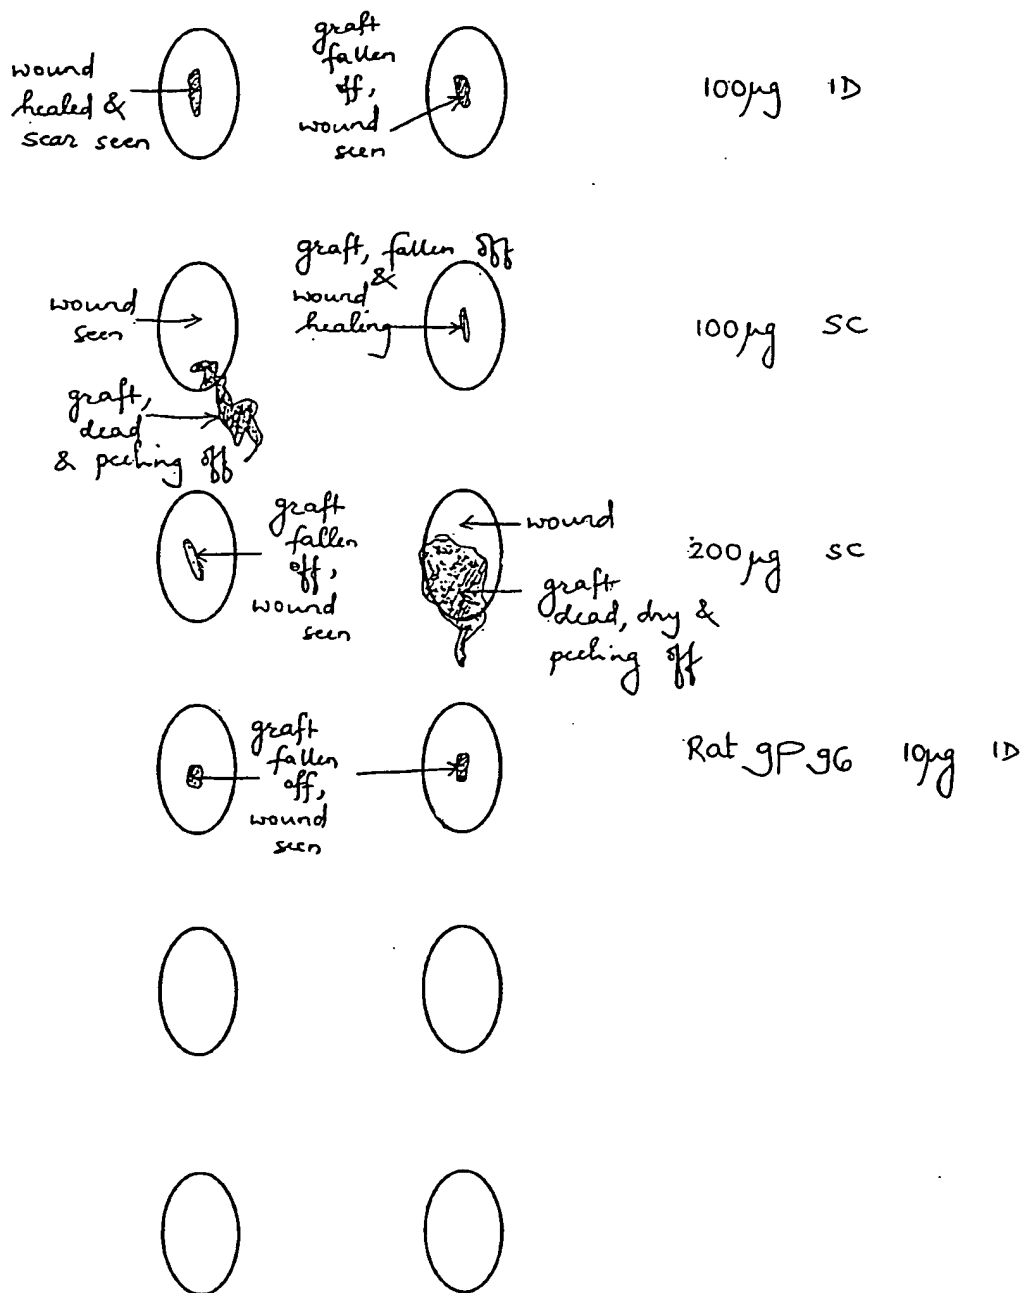 wound
healed &
scar seen
graft
fallen
off,
wound
seen
100µg ID
wound
seen
graft,
dead
& peeling off
graft, fallen off
&
wound
healing
100µg SC
graft
fallen
off,
wound
seen
wound
graft
dead, dry &
peeling off
200µg SC
graft
fallen
off,
wound
seen
Rat gp 96 10µg ID